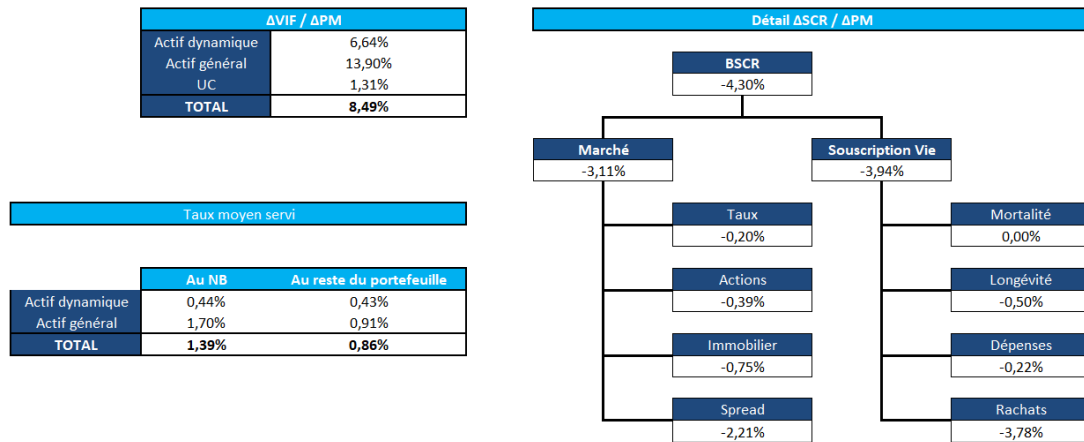 ΔVIF / ΔPM
Actif dynamique 6,64%
Actif général 13,90%
UC 1,31%
TOTAL 8,49%
Taux moyen servi
Au NB Au reste du portefeuille
Actif dynamique 0,44% 0,43%
Actif général 1,70% 0,91%
TOTAL 1,39% 0,86%
Détail ΔSCR / ΔPM
BSCR
-4,30%
Marché Souscription Vie
-3,11% -3,94%
Taux Mortalité
-0,20% 0,00%
Actions Longévité
-0,39% -0,50%
Immobilier Dépenses
-0,75% -0,22%
Spread Rachats
-2,21% -3,78%